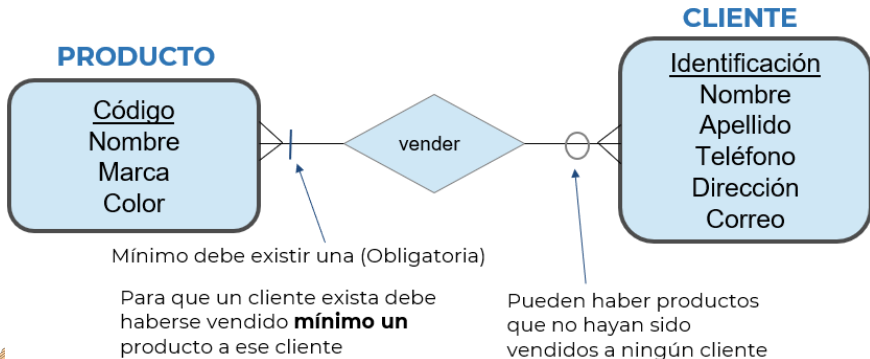 PRODUCTO
Código
Nombre
Marca
Color
vender
CLIENTE
Identificación
Nombre
Apellido
Teléfono
Dirección
Correo
Mínimo debe existir una (Obligatoria)
Para que un cliente exista debe
haberse vendido mínimo un
producto a ese cliente
Pueden haber productos
que no hayan sido
vendidos a ningún cliente